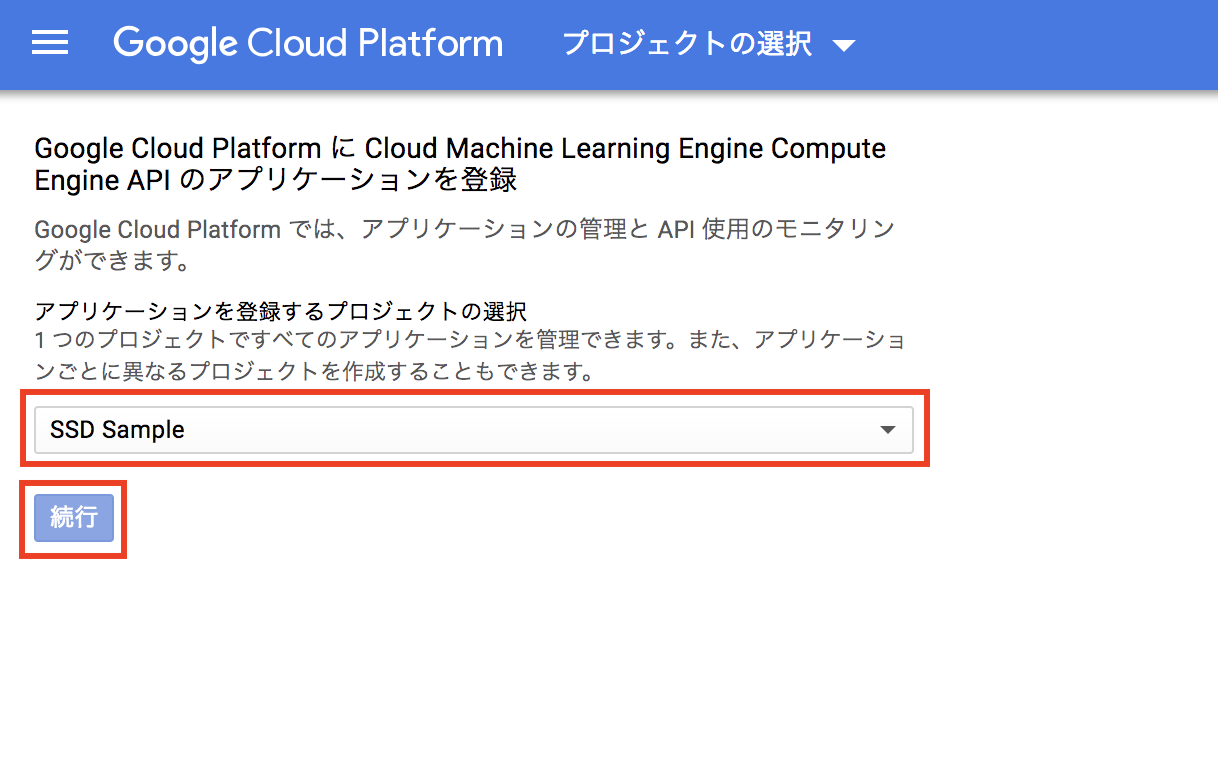 Google Cloud Platform プロジェクトの選択
Google Cloud Platform に Cloud Machine Learning Engine Compute
Engine API のアプリケーションを登録
Google Cloud Platform では、アプリケーションの管理と API 使用のモニタリン
グができます。
アプリケーションを登録するプロジェクトの選択
1 つのプロジェクトですべてのアプリケーションを管理できます。また、アプリケーショ
ンごとに異なるプロジェクトを作成することもできます。
SSD Sample
続行